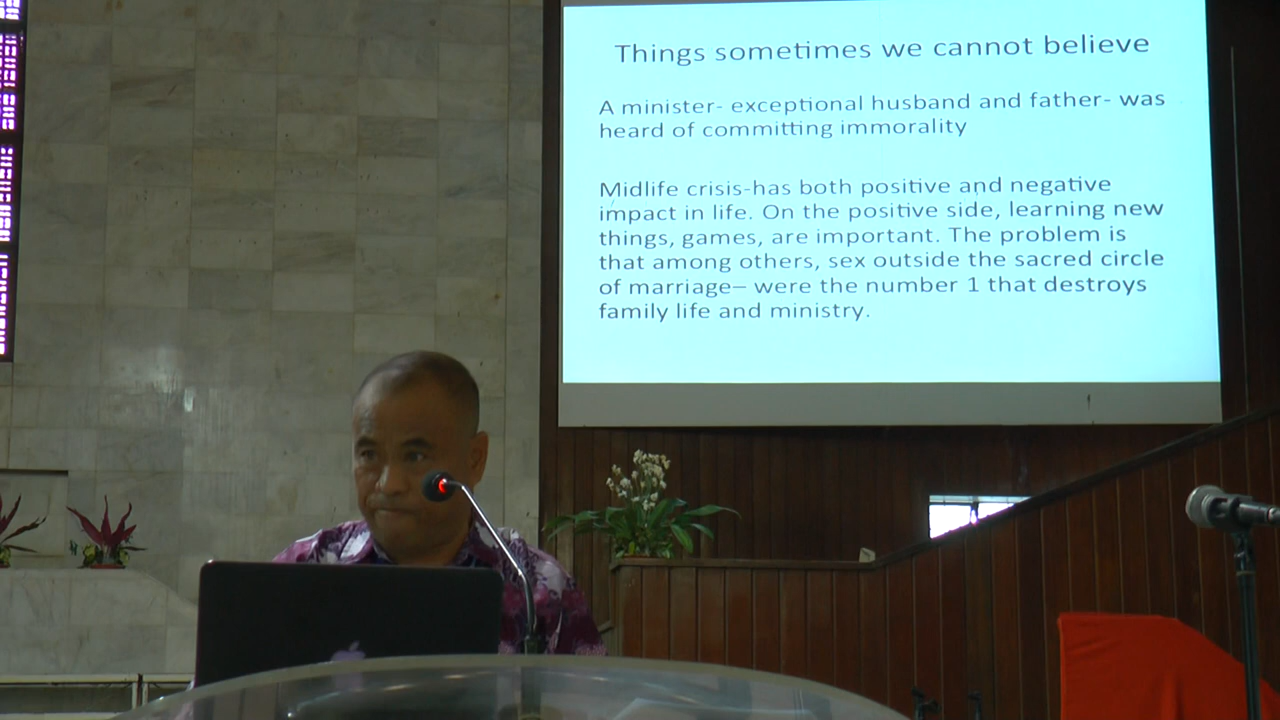 Things sometimes we cannot believe
A minister- exceptional husband and father- was
heard of committing immorality
Midlife crisis-has both positive and negative
impact in life. On the positive side, learning new
things, games, are important. The problem is
that among others, sex outside the sacred circle
of marriage– were the number 1 that destroys
family life and ministry.